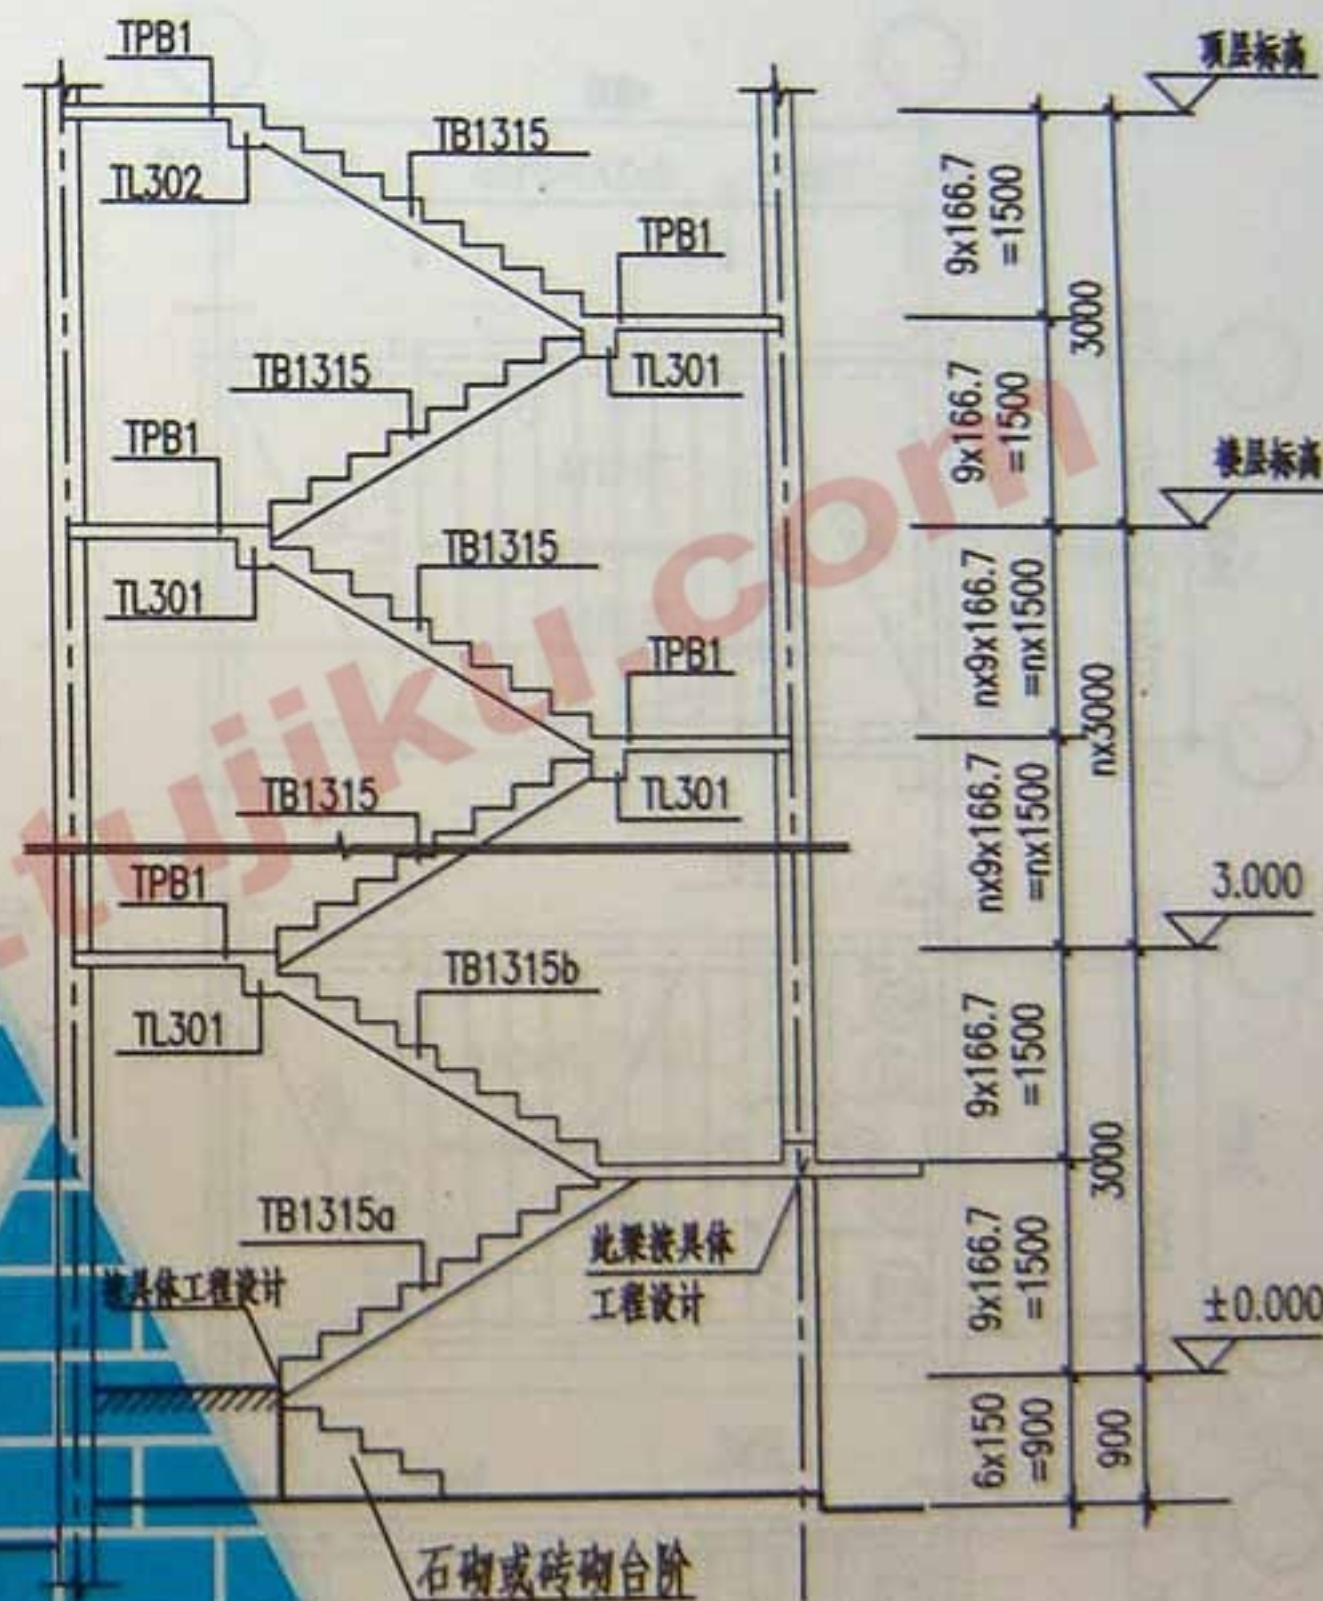 TPB1
顶层标高
TB1315
TL302
9x166.7
=1500
TPB1
3000
TB1315
TL301
9x166.7
=1500
TPB1
楼层标高
TB1315
TL301
nx9x166.7
=nx1500
TPB1
nx3000
TB1315
TL301
nx9x166.7
=nx1500
TPB1
3.000
TB1315b
TL301
9x166.7
=1500
3000
TB1315a
此梁按具体
工程设计
9x166.7
=1500
按具体工程设计
±0.000
6x150
=900
900
石砌或砖砌台阶
tujiku.com